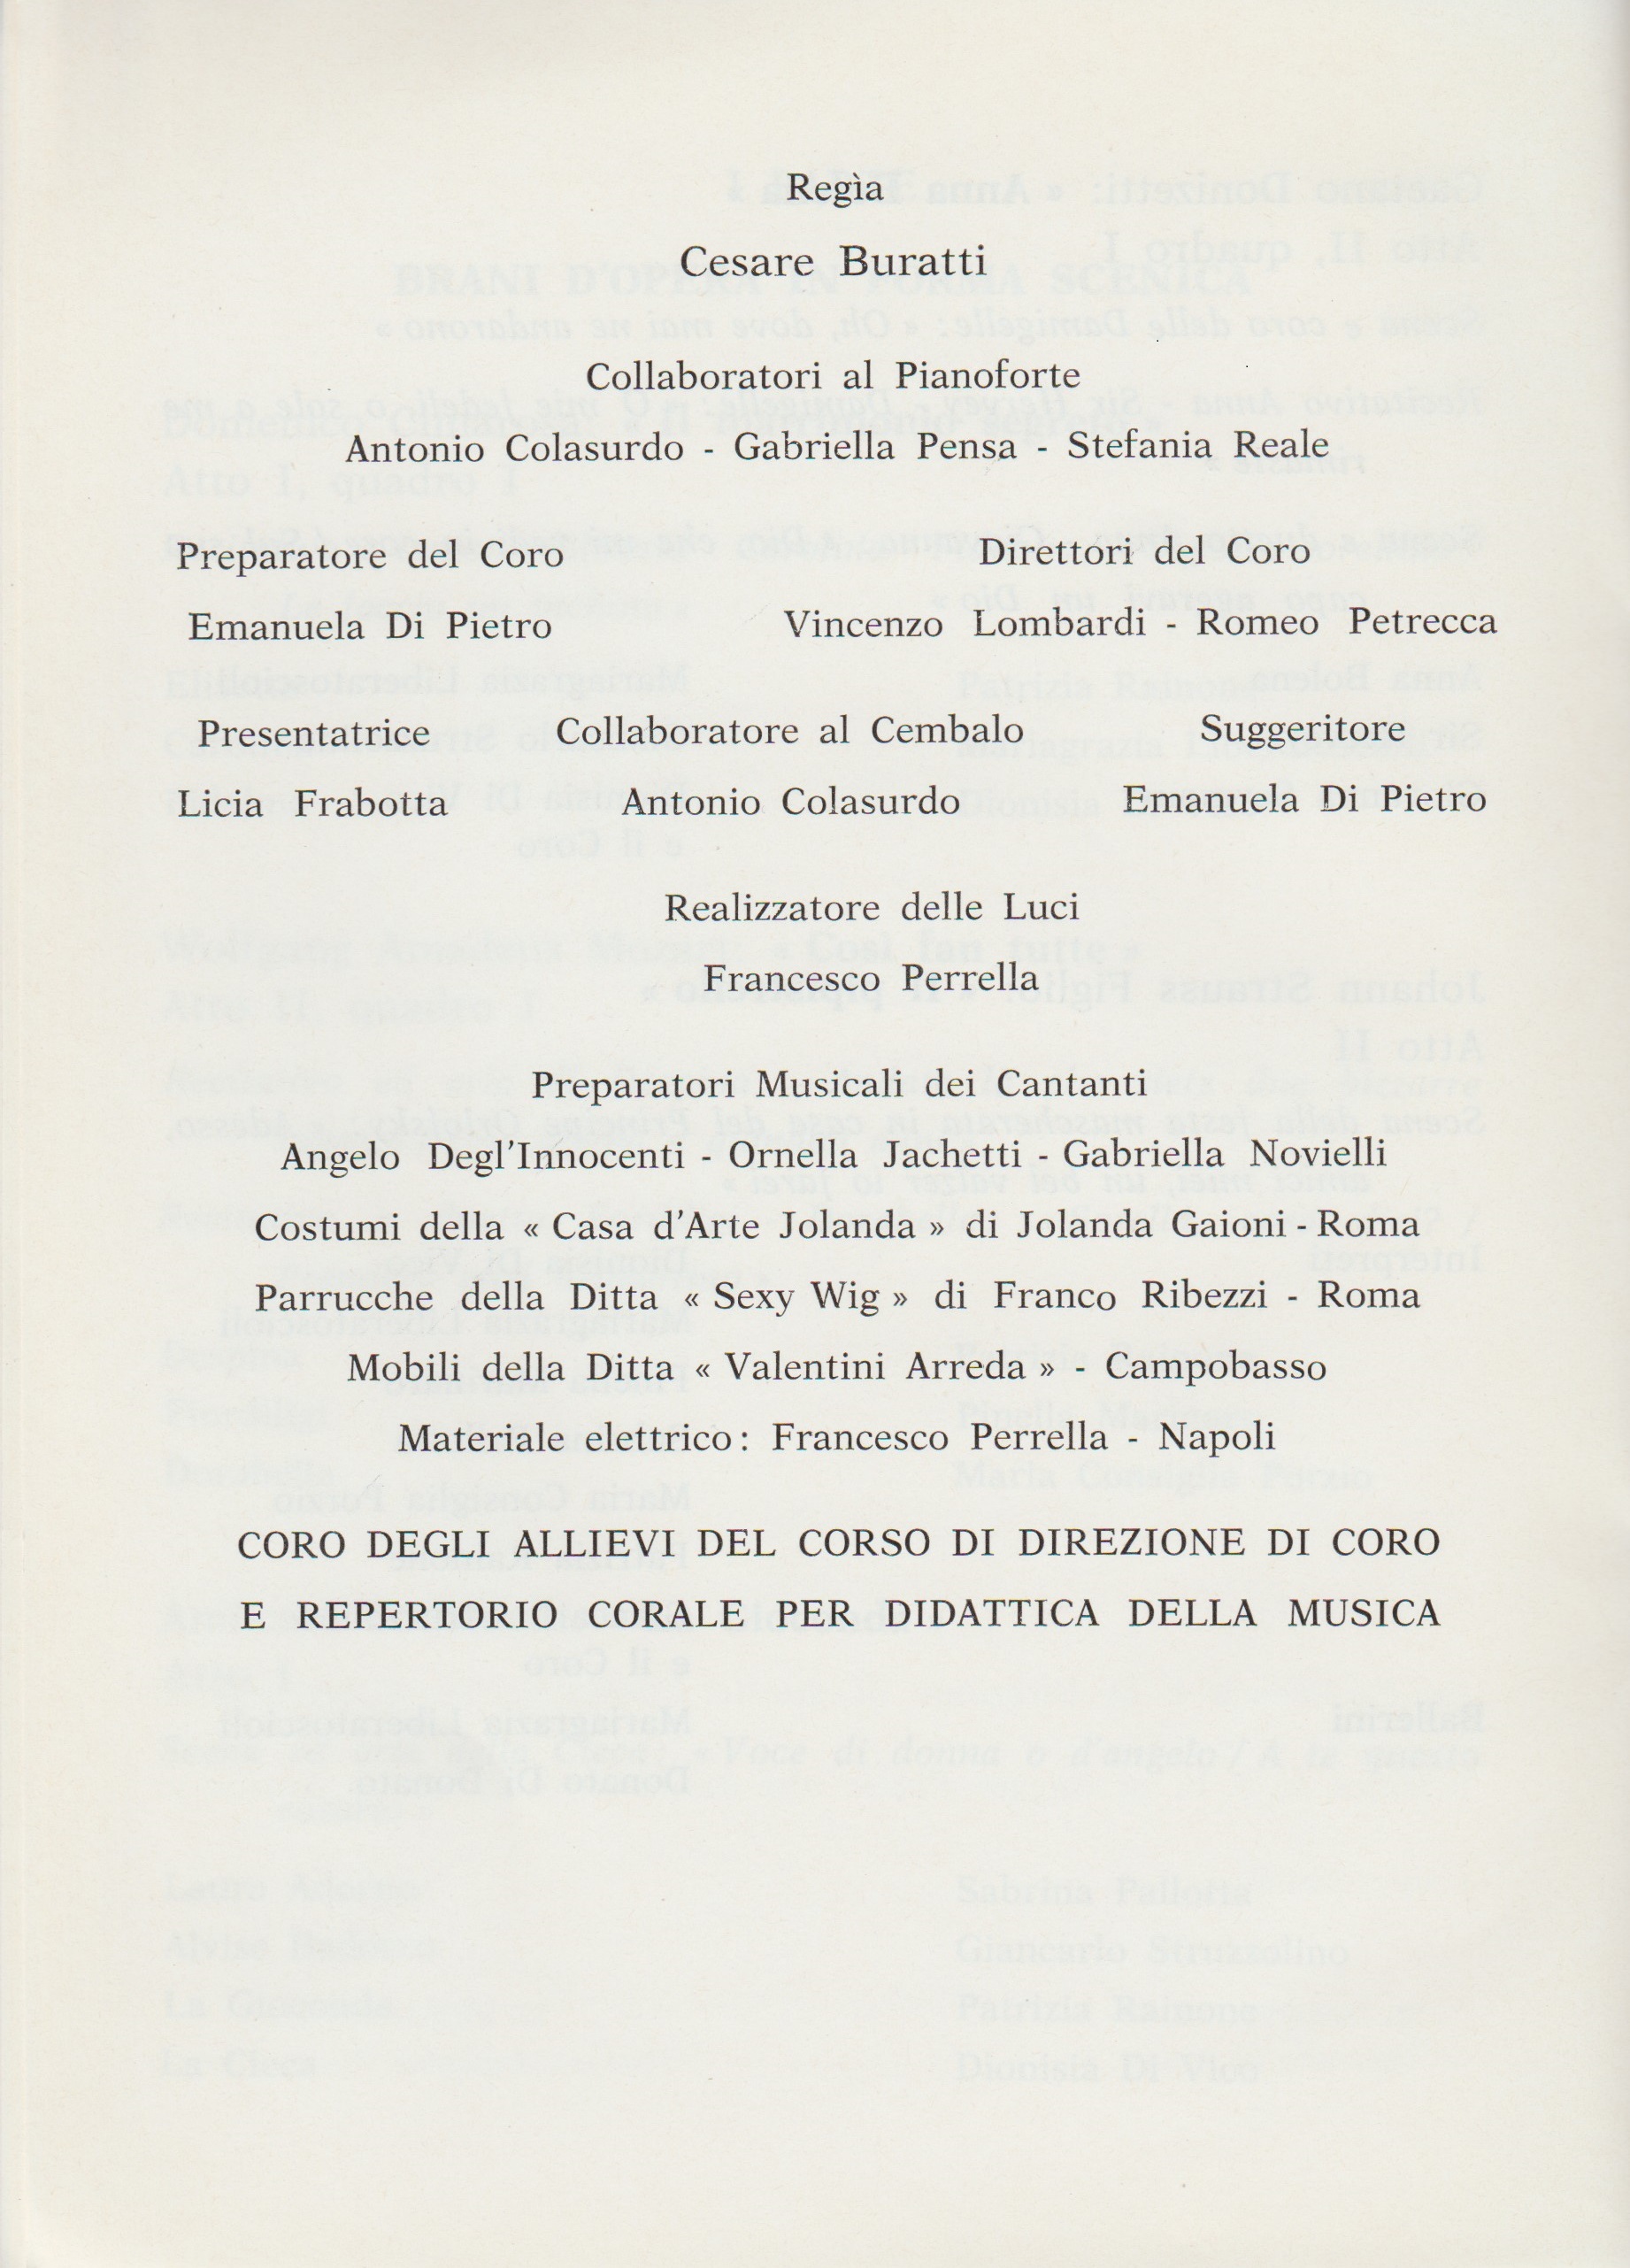 Regìa
Cesare Buratti
Collaboratori al Pianoforte
Antonio Colasurdo - Gabriella Pensa - Stefania Reale
Preparatore del Coro Direttori del Coro
Emanuela Di Pietro Vincenzo Lombardi - Romeo Petrecca
Presentatrice Collaboratore al Cembalo Suggeritore
Licia Frabotta Antonio Colasurdo Emanuela Di Pietro
Realizzatore delle Luci
Francesco Perrella
Preparatori Musicali dei Cantanti
Angelo Degl'Innocenti - Ornella Jachetti - Gabriella Novielli
Costumi della « Casa d'Arte Jolanda » di Jolanda Gaioni - Roma
Parrucche della Ditta « Sexy Wig » di Franco Ribezzi - Roma
Mobili della Ditta « Valentini Arreda » - Campobasso
Materiale elettrico: Francesco Perrella - Napoli
CORO DEGLI ALLIEVI DEL CORSO DI DIREZIONE DI CORO
E REPERTORIO CORALE PER DIDATTICA DELLA MUSICA